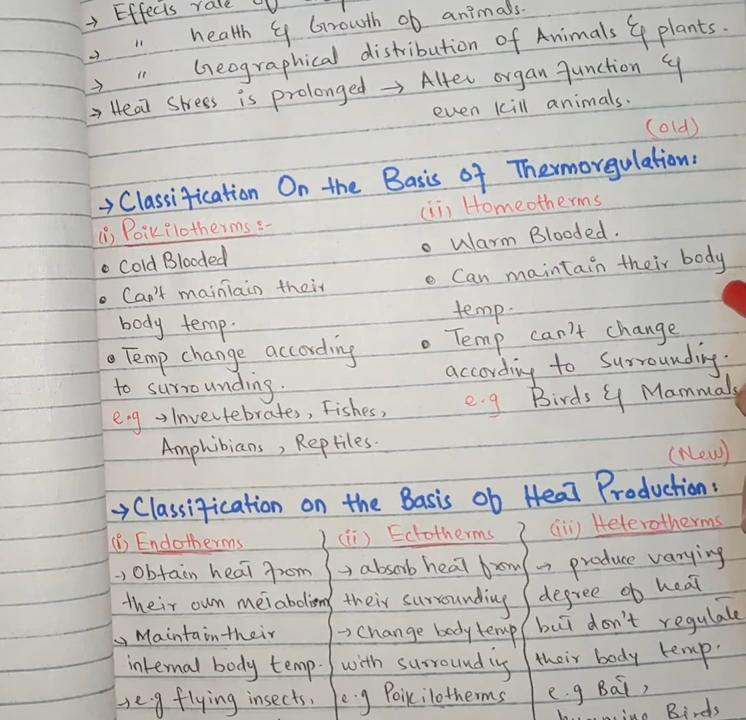 → Effects rate of
→ " health & Growth of animals.
→ " Geographical distribution of Animals & plants.
→ Heat Stress is prolonged → Alter organ function &
even kill animals.
(old)
→ Classification On the Basis of Thermoregulation:
(i) Poikilotherms :-
• Cold Blooded
• Can't maintain their
body temp.
• Temp change according
to surrounding.
e.g → Invertebrates, Fishes,
Amphibians, Reptiles.
(ii) Homeotherms
• Warm Blooded.
• Can maintain their body
temp.
• Temp can't change
according to Surrounding.
e.g Birds & Mammals
(New)
→ Classification on the Basis of Heat Production:
(i) Endotherms
→ Obtain heat from
their own metabolism
→ Maintain their
internal body temp.
→ e.g flying insects,
(ii) Ectotherms
→ absorb heat from
their surrounding
→ Change body temp
with surroundig
e.g Poikilotherms
(iii) Heterotherms
→ produce varying
degree of heat
but don't regulate
their body temp.
e.g Bat,
Birds